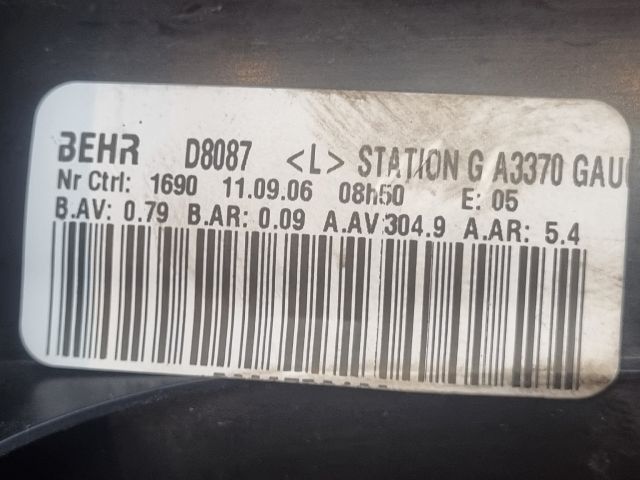 BEHR D8087 <L> STATION G A3370 GAU
Nr Ctrl: 1690 11.09.06 08h50 E: 05
B.AV: 0.79 B.AR: 0.09 A.AV:304.9 A.AR: 5.4